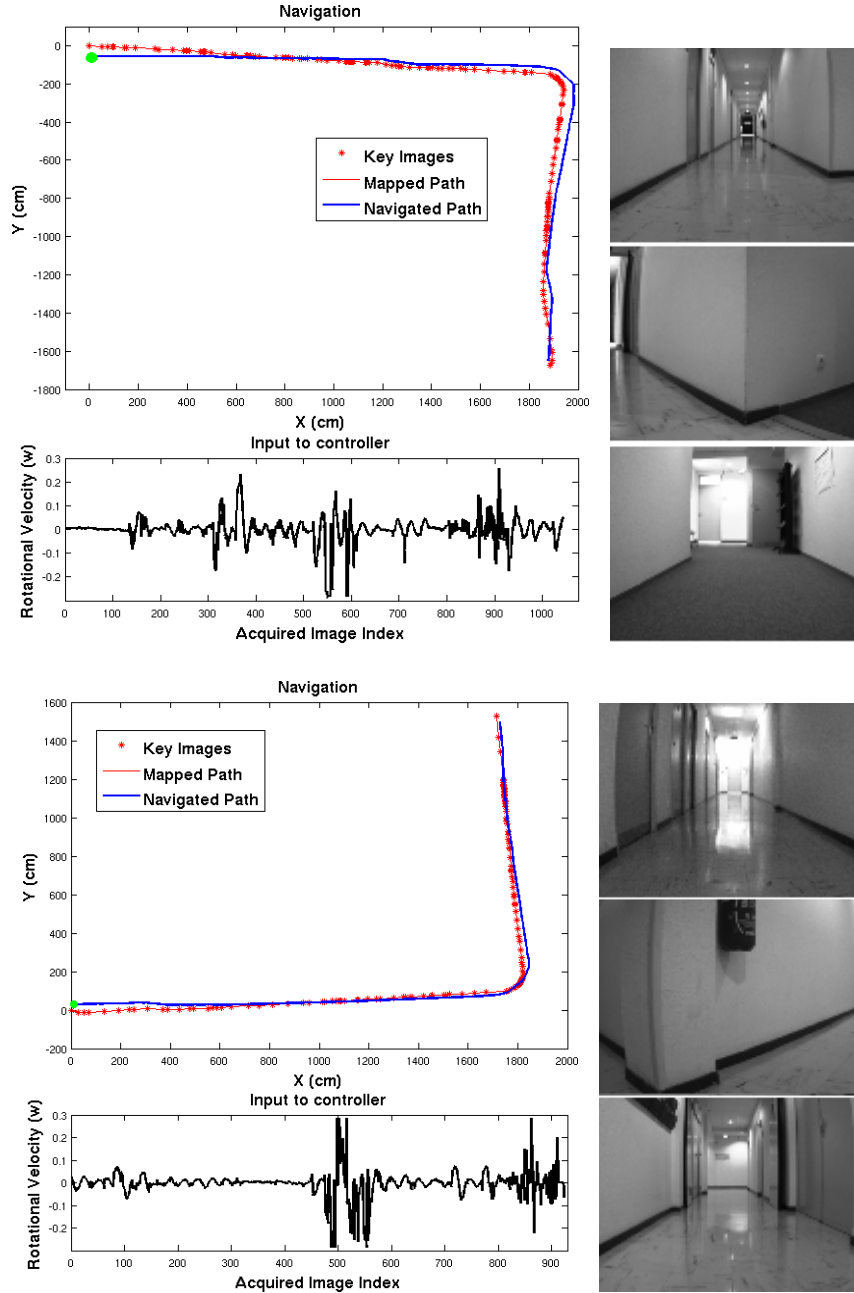 Navigation
0
-200
-400
-600
-800
-1000
-1200
-1400
-1600
-1800
Y (cm)
Key Images
Mapped Path
Navigated Path
0 200 400 600 800 1000 1200 1400 1600 1800 2000
X (cm)
Input to controller
0.3
0.2
0.1
0
-0.1
-0.2
Rotational Velocity (w)
0 100 200 300 400 500 600 700 800 900 1000
Acquired Image Index
Navigation
1600
1400
1200
1000
800
600
400
200
0
-200
Y (cm)
Key Images
Mapped Path
Navigated Path
0 200 400 600 800 1000 1200 1400 1600 1800 2000
X (cm)
Input to controller
0.3
0.2
0.1
0
-0.1
-0.2
Rotational Velocity (w)
0 100 200 300 400 500 600 700 800 900
Acquired Image Index